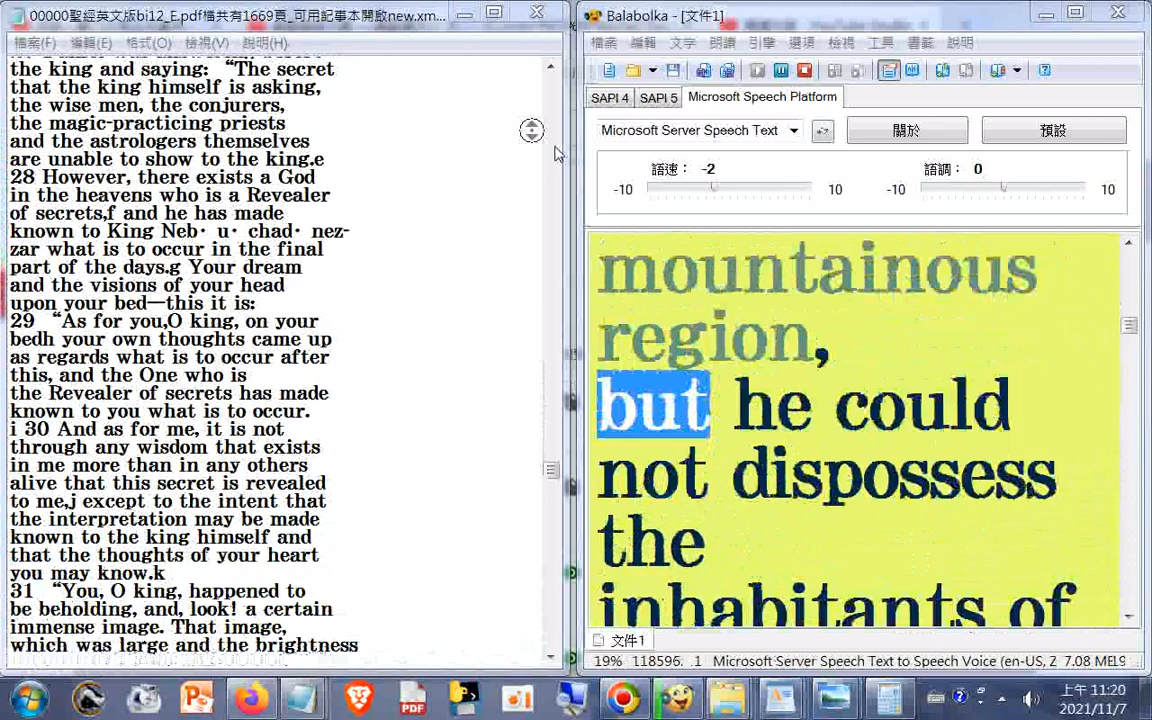 00000聖經英文版bi12_E.pdf檔共有1669頁_可用記事本開啟new.xm...
檔案(F) 編輯(E) 格式(O) 檢視(V) 說明(H)
the king and saying: “The secret
that the king himself is asking,
the wise men, the conjurers,
the magic-practicing priests
and the astrologers themselves
are unable to show to the king.e
28 However, there exists a God
in the heavens who is a Revealer
of secrets,f and he has made
known to King Neb· u· chad· nez-
zar what is to occur in the final
part of the days.g Your dream
and the visions of your head
upon your bed—this it is:
29 “As for you,O king, on your
bedh your own thoughts came up
as regards what is to occur after
this, and the One who is
the Revealer of secrets has made
known to you what is to occur.
i 30 And as for me, it is not
through any wisdom that exists
in me more than in any others
alive that this secret is revealed
to me,j except to the intent that
the interpretation may be made
known to the king himself and
that the thoughts of your heart
you may know.k
31 “You, O king, happened to
be beholding, and, look! a certain
immense image. That image,
which was large and the brightness
Balabolka - [文件1]
檔案 編輯 文字 朗讀 引擎 選項 檢視 工具 書籤 說明
SAPI 4 SAPI 5 Microsoft Speech Platform
Microsoft Server Speech Text 關於 預設
語速: -2 語調: 0
-10 10 -10 10
mountainous
region,
but he could
not dispossess
the
inhabitants of
文件1
19% 118596. 1 Microsoft Server Speech Text to Speech Voice (en-US, Z 7.08 ME
PDF
上午 11:20
2021/11/7